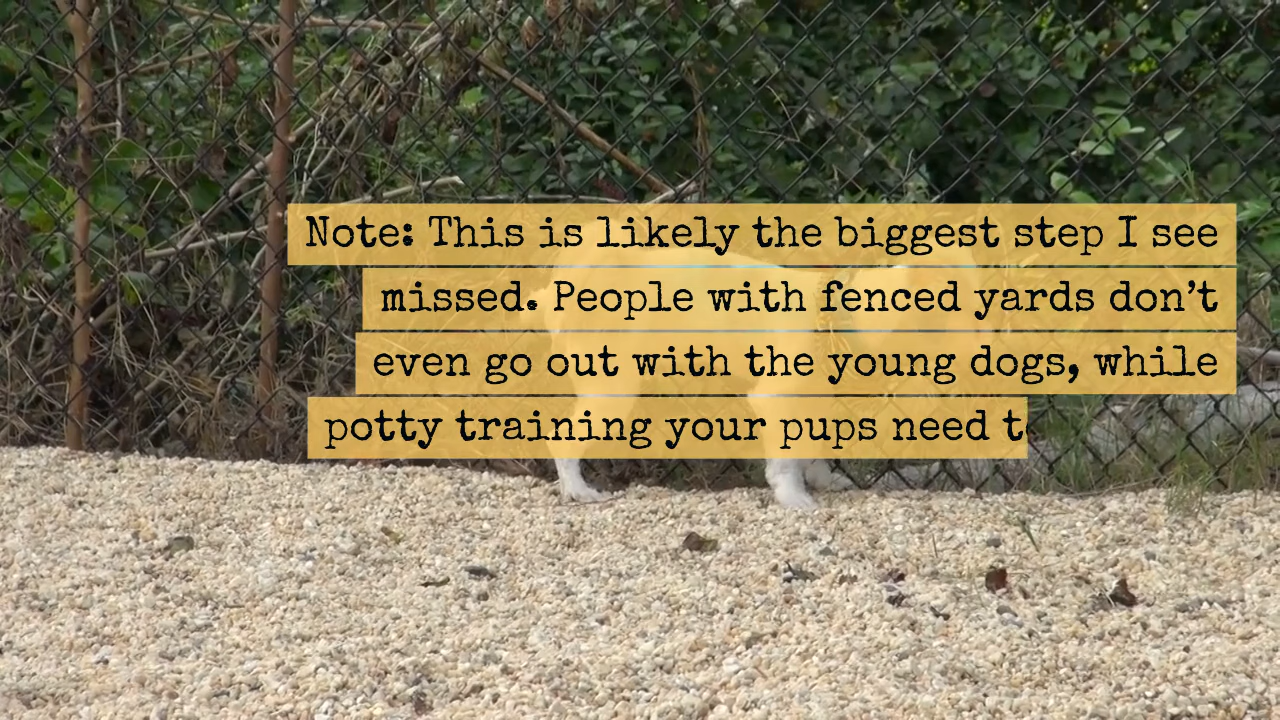 Note: This is likely the biggest step I see
missed. People with fenced yards don’t
even go out with the young dogs, while
potty training your pups need